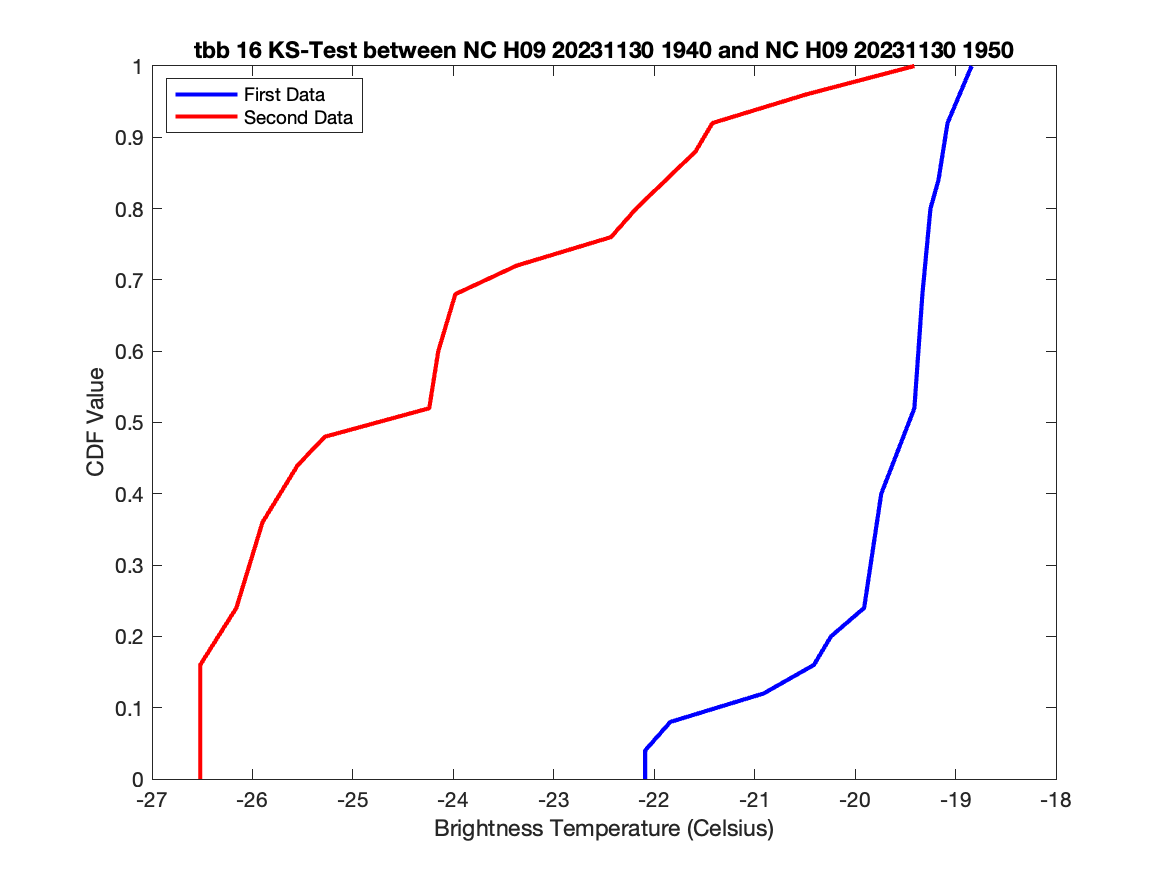 tbb 16 KS-Test between NC H09 20231130 1940 and NC H09 20231130 1950
First Data
Second Data
1
0.9
0.8
0.7
0.6
0.5
0.4
0.3
0.2
0.1
0
CDF Value
-27 -26 -25 -24 -23 -22 -21 -20 -19 -18
Brightness Temperature (Celsius)